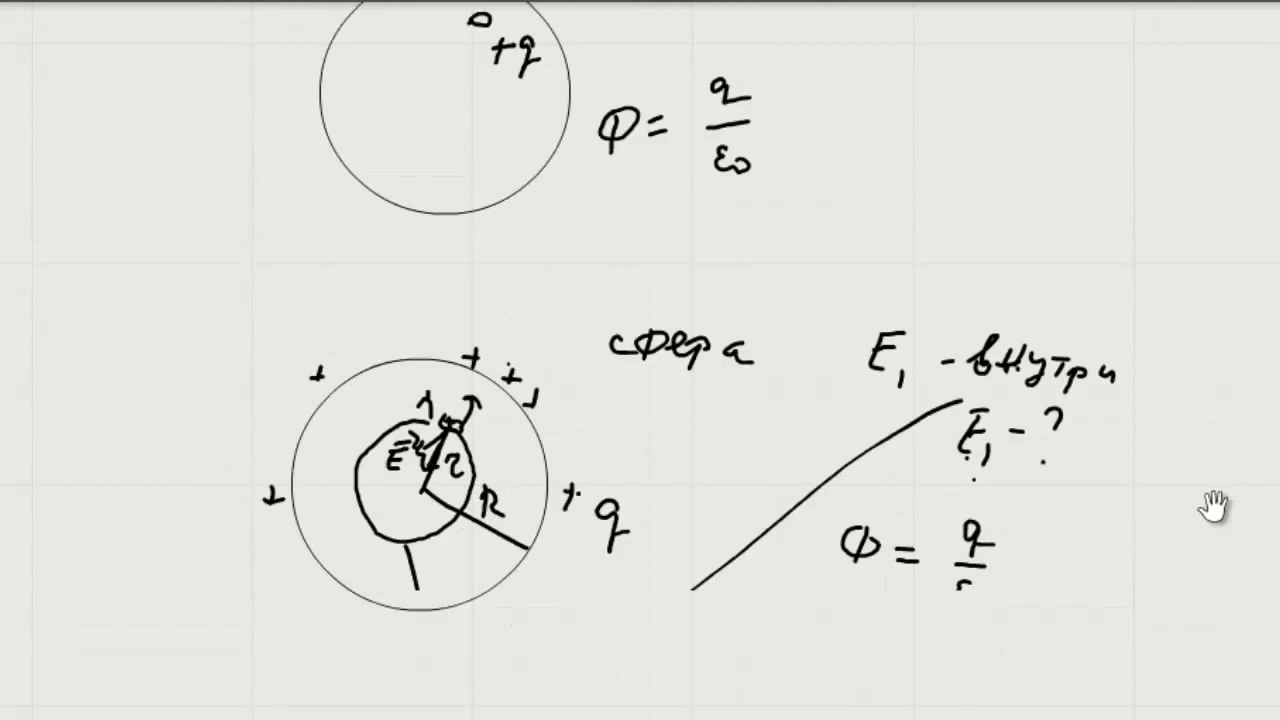 +q
Ф = q/ε0
сфера
E₁ - внутри
E₁ - ?
+ + + + + +
n
E r
R
q
Ф = q/